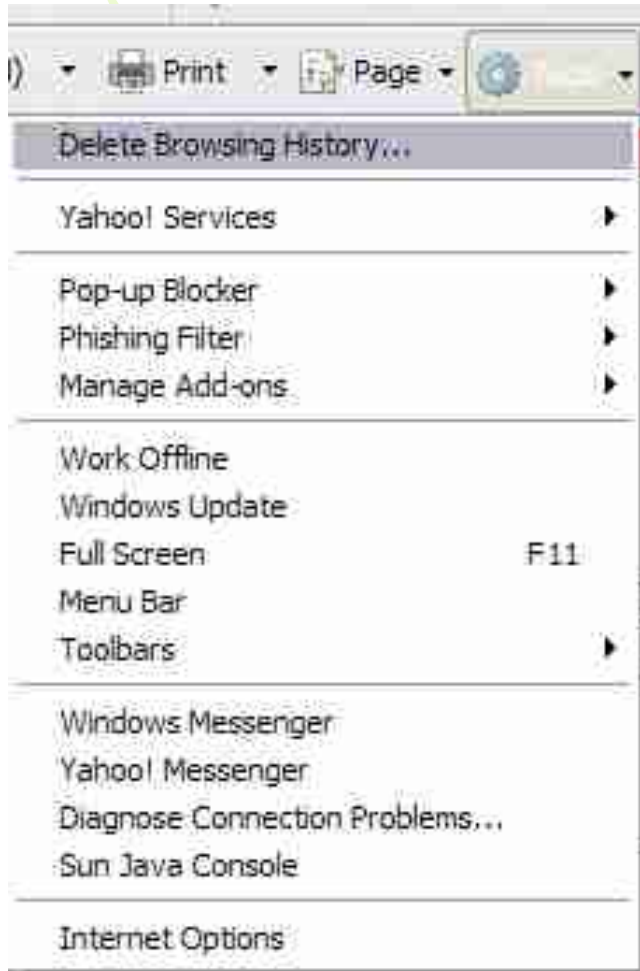 ) Print Page
Delete Browsing History...
Yahoo! Services
Pop-up Blocker
Phishing Filter
Manage Add-ons
Work Offline
Windows Update
Full Screen F11
Menu Bar
Toolbars
Windows Messenger
Yahoo! Messenger
Diagnose Connection Problems...
Sun Java Console
Internet Options